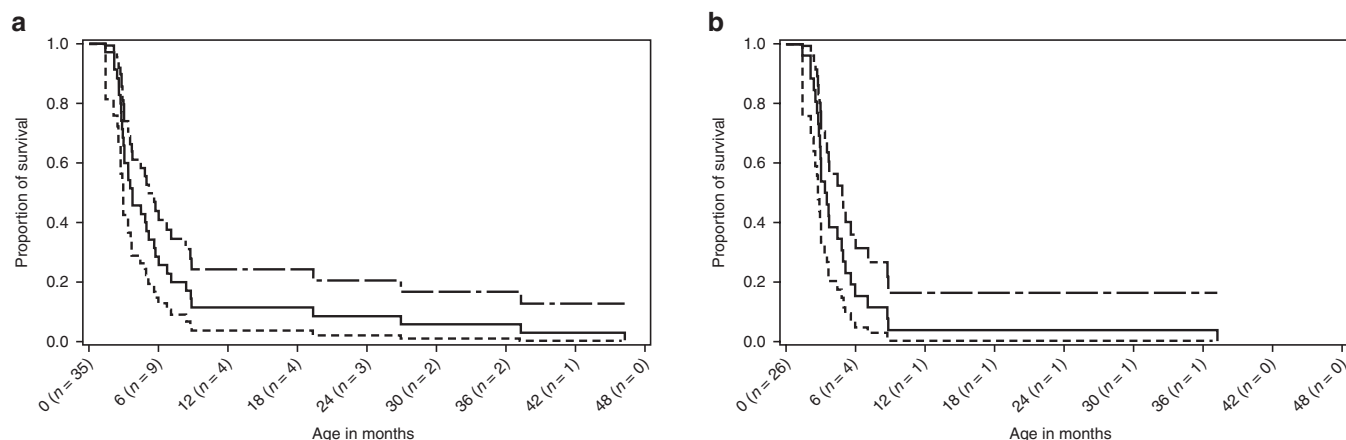 a
Proportion of survival
1.0
0.8
0.6
0.4
0.2
0.0
0 (n = 35)
6 (n = 9)
12 (n = 4)
18 (n = 4)
24 (n = 3)
30 (n = 2)
36 (n = 2)
42 (n = 1)
48 (n = 0)
Age in months
b
Proportion of survival
1.0
0.8
0.6
0.4
0.2
0.0
0 (n = 26)
6 (n = 4)
12 (n = 1)
18 (n = 1)
24 (n = 1)
30 (n = 1)
36 (n = 1)
42 (n = 0)
48 (n = 0)
Age in months